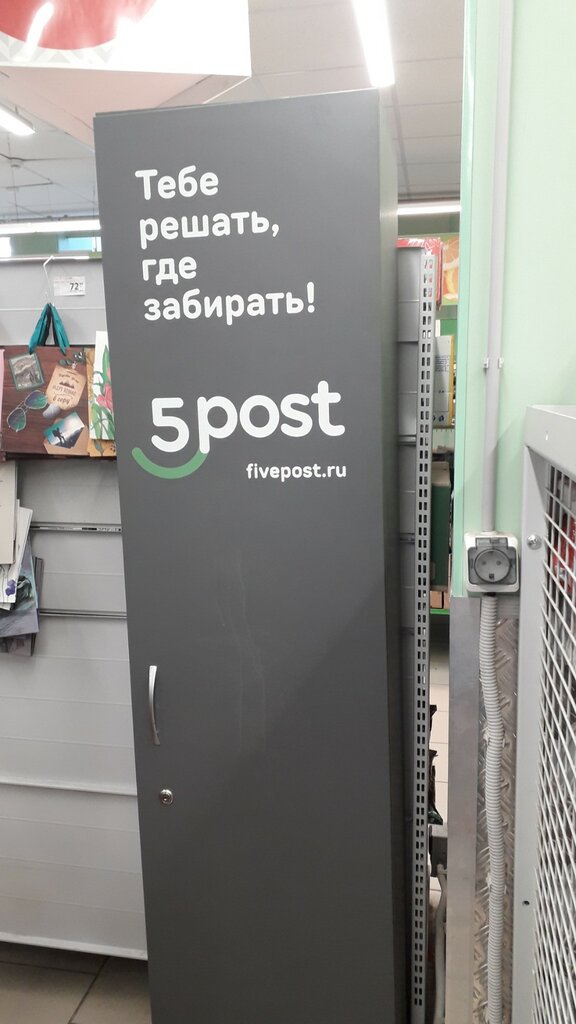 Тебе
решать,
где
забирать!
5post
fivepost.ru
72